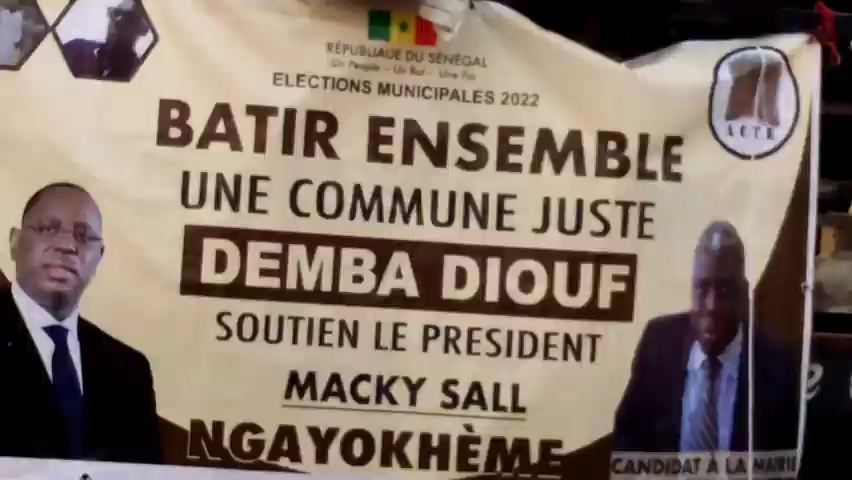 RÉPUBLIQUE DU SÉNÉGAL
Un Peuple - Un But - Une Foi
ELECTIONS MUNICIPALES 2022
BATIR ENSEMBLE
UNE COMMUNE JUSTE
DEMBA DIOUF
SOUTIEN LE PRESIDENT
MACKY SALL
NGAYOKHÈME
CANDIDAT À LA MAIRIE